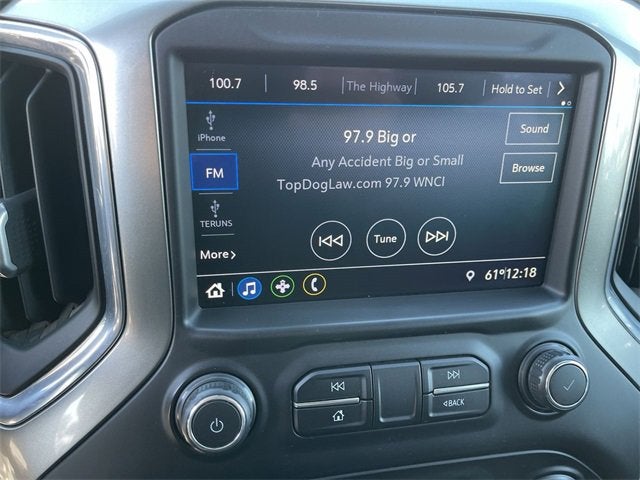 100.7 98.5 The Highway 105.7 Hold to Set
iPhone
97.9 Big or
Sound
FM
Any Accident Big or Small
Browse
TopDogLaw.com 97.9 WNCI
TERUNS
Tune
More
61° 12:18
BACK